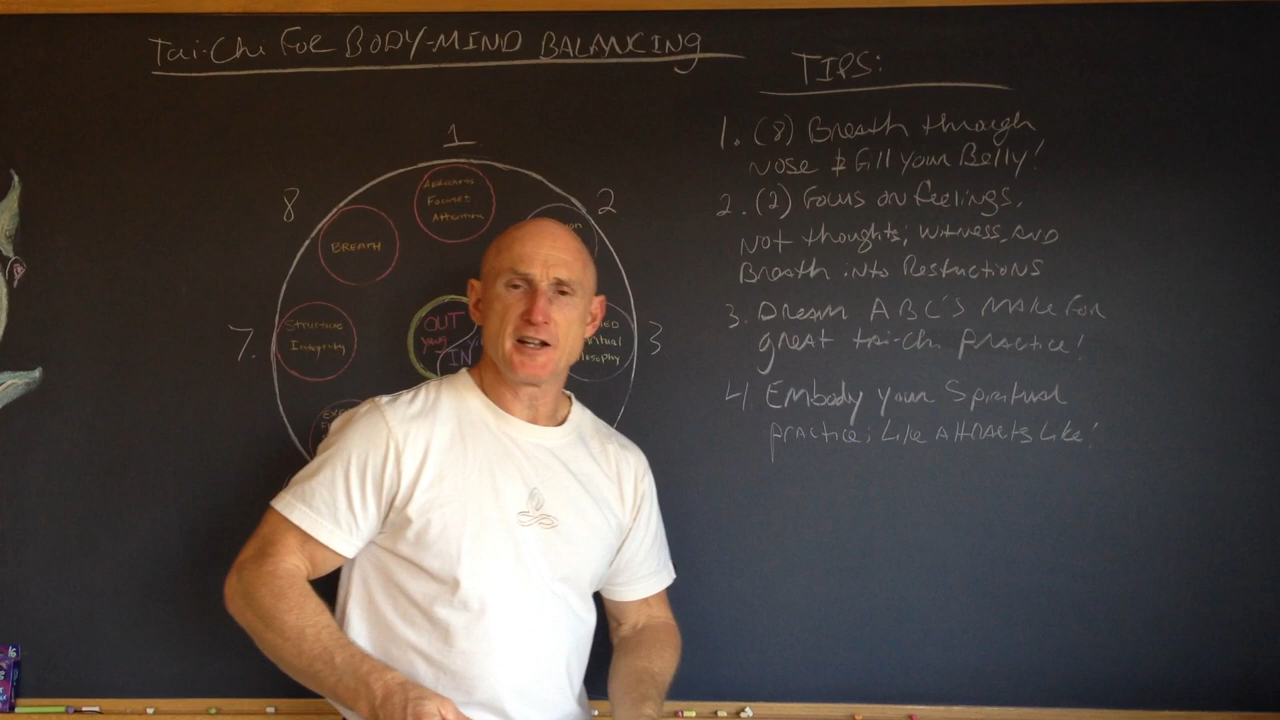 Tai-Chi For BODY-MIND BALANCING
TIPS:
1. (8) Breath through
Nose & Fill your Belly!
2. (2) Focus on feelings,
Not thoughts; witness, AND
Breath into Restrictions
3. Dream ABC's MAKE For
great tai-chi practice!
4 Embody your Spiritual
practice; Like Attracts Like!
1
Focused
Attention
2
8
BREATH
7.
Structure
Integrity
OUT
yang
IN
3